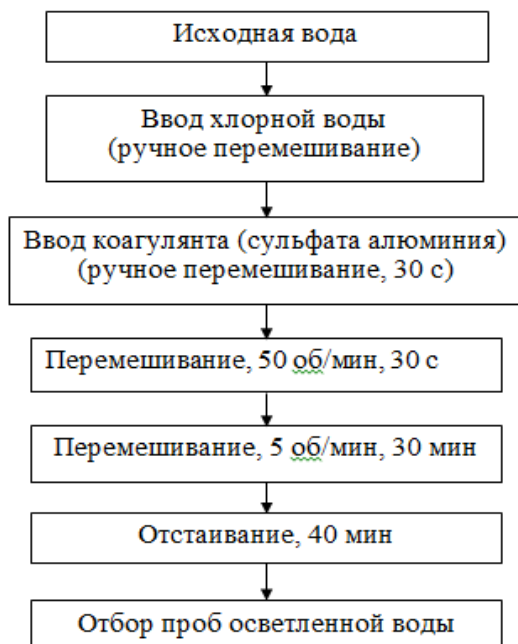 Исходная вода
Ввод хлорной воды
(ручное перемешивание)
Ввод коагулянта (сульфата алюминия)
(ручное перемешивание, 30 с)
Перемешивание, 50 об/мин, 30 с
Перемешивание, 5 об/мин, 30 мин
Отстаивание, 40 мин
Отбор проб осветленной воды